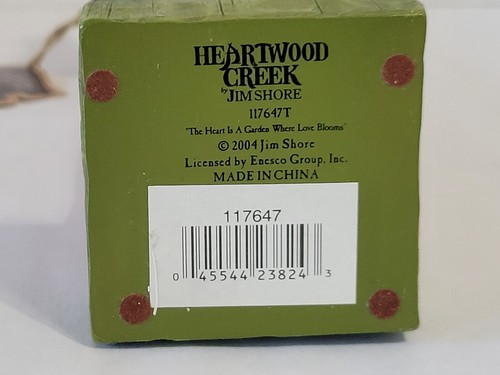 HEARTWOOD
CREEK
by JIM SHORE
117647T
"The Heart Is A Garden Where Love Blooms"
© 2004 Jim Shore
Licensed by Enesco Group, Inc.
MADE IN CHINA
117647
0 45544 23824 3